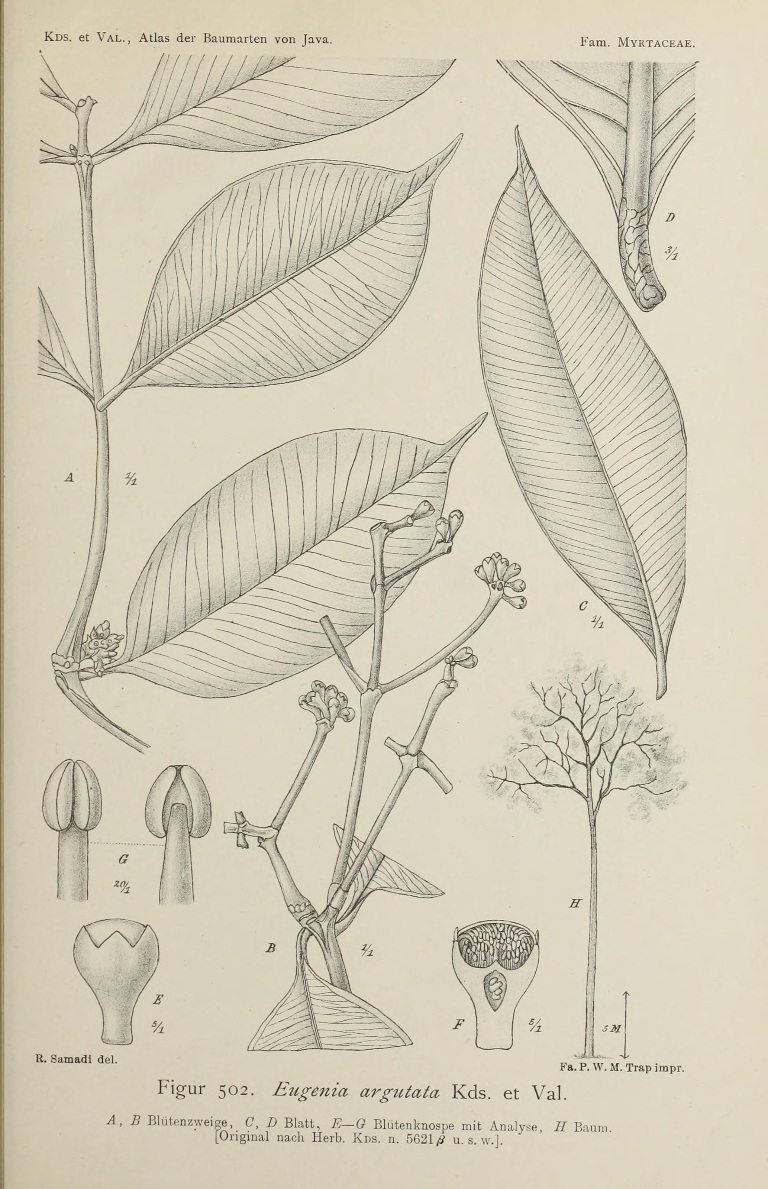 KDS. et VAL., Atlas der Baumarten von Java.
Fam. MYRTACEAE.
D
3/1
A
1/1
C
1/1
G
20/1
H
B
1/1
E
5/1
F
5/1
5 M
R. Samadi del.
Fa. P. W. M. Trap impr.
Figur 502. Eugenia argutata Kds. et Val.
A, B Blütenzweige, C, D Blatt, E—G Blütenknospe mit Analyse, H Baum.
[Original nach Herb. KDS. n. 5621 β u. s. w.].